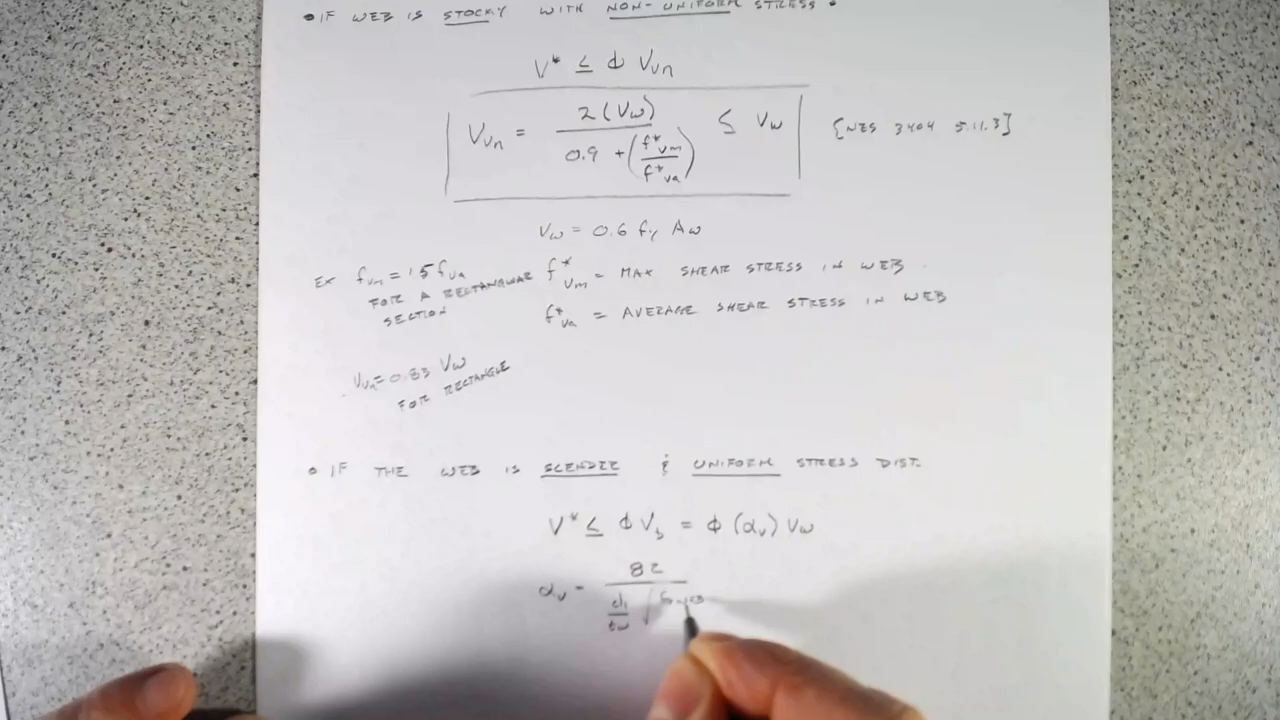 • IF WEB IS STOCKY WITH NON-UNIFORM STRESS •
V* ≤ ϕ Vvn
Vvn = 2(Vw) / (0.9 + (f*vm / f*va)) ≤ Vw [NZS 3404 5.11.3]
Vw = 0.6 fy Aw
Ex fvm = 1.5 fva
FOR A RECTANGULAR
SECTION
f*vm = MAX SHEAR STRESS IN WEB
f*va = AVERAGE SHEAR STRESS IN WEB
Vvn = 0.83 Vw
FOR RECTANGLE
• IF THE WEB IS SLENDER & UNIFORM STRESS DIST.
V* ≤ ϕ Vb = ϕ (αv) Vw
αv = 82 / (d1/tw √